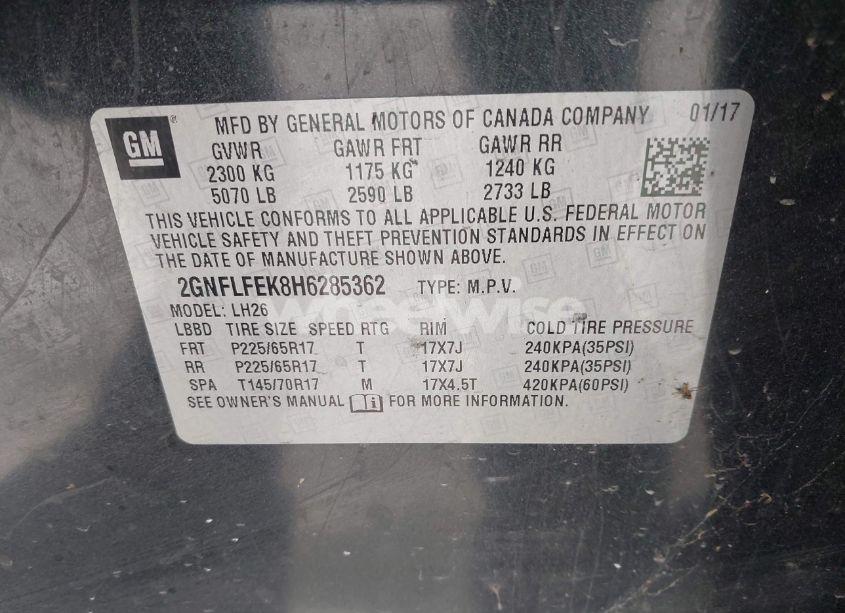 GM
MFD BY GENERAL MOTORS OF CANADA COMPANY 01/17
GVWR GAWR FRT GAWR RR
2300 KG 1175 KG 1240 KG
5070 LB 2590 LB 2733 LB
THIS VEHICLE CONFORMS TO ALL APPLICABLE U.S. FEDERAL MOTOR
VEHICLE SAFETY AND THEFT PREVENTION STANDARDS IN EFFECT ON
THE DATE OF MANUFACTURE SHOWN ABOVE.
2GNFLFEK8H6285362 TYPE: M.P.V.
wheelwise
MODEL: LH26
LBBD TIRE SIZE SPEED RTG RIM COLD TIRE PRESSURE
FRT P225/65R17 T 17X7J 240KPA(35PSI)
RR P225/65R17 T 17X7J 240KPA(35PSI)
SPA T145/70R17 M 17X4.5T 420KPA(60PSI)
SEE OWNER'S MANUAL FOR MORE INFORMATION.